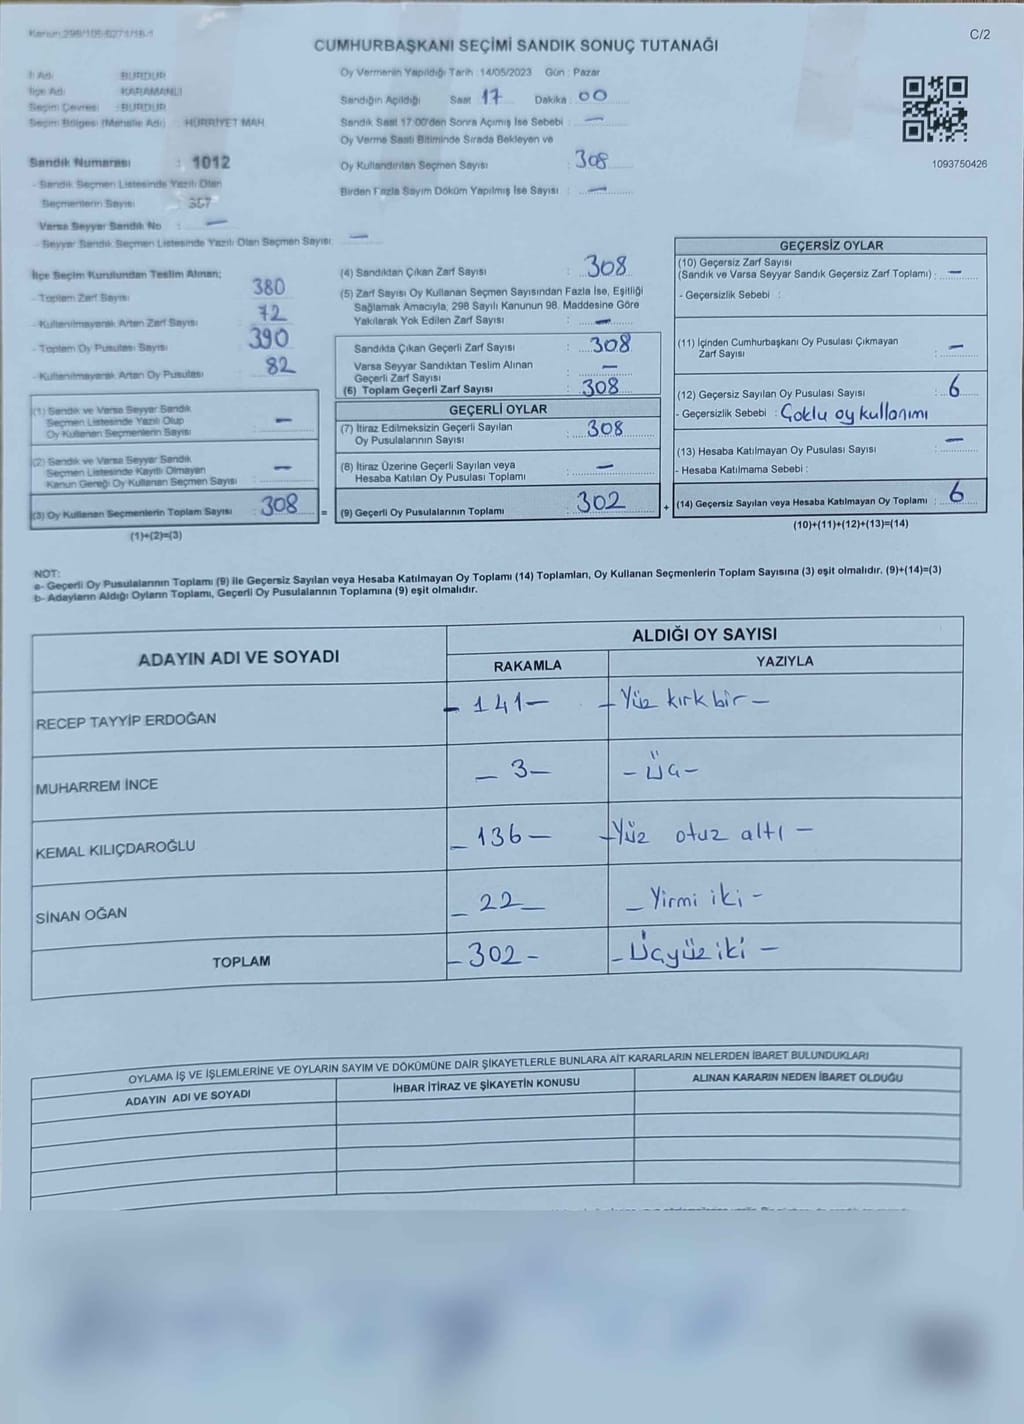 Kanun 298/105-6271/16-1
C/2
CUMHURBAŞKANI SEÇİMİ SANDIK SONUÇ TUTANAĞI
İl Adı : BURDUR
İlçe Adı : KARAMANLI
Seçim Çevresi : BURDUR
Seçim Bölgesi (Mahalle Adı) : HÜRRİYET MAH.
Sandık Numarası : 1012
- Sandık Seçmen Listesinde Yazılı Olan
Seçmenlerin Sayısı : 357
Varsa Seyyar Sandık No : —
- Seyyar Sandık Seçmen Listesinde Yazılı Olan Seçmen Sayısı: —
Oy Vermenin Yapıldığı Tarih : 14/05/2023 Gün : Pazar
Sandığın Açıldığı Saat : 17 Dakika : 00
Sandık Saat 17:00'den Sonra Açımış İse Sebebi : —
Oy Verme Saati Bitiminde Sırada Bekleyen ve
Oy Kullandırılan Seçmen Sayısı : 308
Birden Fazla Sayım Döküm Yapılmış İse Sayısı : —
1093750426
İlçe Seçim Kurulundan Teslim Alınan;
- Toplam Zarf Sayısı : 380
- Kullanılmayarak Artan Zarf Sayısı : 72
- Toplam Oy Pusulası Sayısı : 390
- Kullanılmayarak Artan Oy Pusulası : 82
(1) Sandık ve Varsa Seyyar Sandık
Seçmen Listesinde Yazılı Olup
Oy Kullanan Seçmenlerin Sayısı : —
(2) Sandık ve Varsa Seyyar Sandık
Seçmen Listesinde Kayıtlı Olmayan
Kanun Gereği Oy Kullanan Seçmen Sayısı : —
(3) Oy Kullanan Seçmenlerin Toplam Sayısı : 308 =
(1)+(2)=(3)
(4) Sandıktan Çıkan Zarf Sayısı : 308
(5) Zarf Sayısı Oy Kullanan Seçmen Sayısından Fazla İse, Eşitliği
Sağlamak Amacıyla, 298 Sayılı Kanunun 98. Maddesine Göre
Yakılarak Yok Edilen Zarf Sayısı : —
Sandıkta Çıkan Geçerli Zarf Sayısı : 308
Varsa Seyyar Sandıktan Teslim Alınan
Geçerli Zarf Sayısı : —
(6) Toplam Geçerli Zarf Sayısı : 308
GEÇERLİ OYLAR
(7) İtiraz Edilmeksizin Geçerli Sayılan
Oy Pusulalarının Sayısı : 308
(8) İtiraz Üzerine Geçerli Sayılan veya
Hesaba Katılan Oy Pusulası Toplamı : —
(9) Geçerli Oy Pusulalarının Toplamı : 302 +
GEÇERSİZ OYLAR
(10) Geçersiz Zarf Sayısı
(Sandık ve Varsa Seyyar Sandık Geçersiz Zarf Toplamı) : —
- Geçersizlik Sebebi :
(11) İçinden Cumhurbaşkanı Oy Pusulası Çıkmayan
Zarf Sayısı : —
(12) Geçersiz Sayılan Oy Pusulası Sayısı : 6
- Geçersizlik Sebebi : Çoklu oy kullanımı
(13) Hesaba Katılmayan Oy Pusulası Sayısı : —
- Hesaba Katılmama Sebebi :
(14) Geçersiz Sayılan veya Hesaba Katılmayan Oy Toplamı : 6
(10)+(11)+(12)+(13)=(14)
NOT:
a- Geçerli Oy Pusulalarının Toplamı (9) ile Geçersiz Sayılan veya Hesaba Katılmayan Oy Toplamı (14) Toplamları, Oy Kullanan Seçmenlerin Toplam Sayısına (3) eşit olmalıdır. (9)+(14)=(3)
b- Adayların Aldığı Oyların Toplamı, Geçerli Oy Pusulalarının Toplamına (9) eşit olmalıdır.
ADAYIN ADI VE SOYADI
ALDIĞI OY SAYISI
RAKAMLA YAZIYLA
RECEP TAYYİP ERDOĞAN – 141 – – Yüz kırk bir –
MUHARREM İNCE – 3 – – Üç –
KEMAL KILIÇDAROĞLU – 136 – – Yüz otuz altı –
SİNAN OĞAN – 22 – – Yirmi iki –
TOPLAM – 302 – – Üçyüz iki –
OYLAMA İŞ VE İŞLEMLERİNE VE OYLARIN SAYIM VE DÖKÜMÜNE DAİR ŞİKAYETLERLE BUNLARA AİT KARARLARIN NELERDEN İBARET BULUNDUKLARI
ADAYIN ADI VE SOYADI İHBAR İTİRAZ VE ŞİKAYETİN KONUSU ALINAN KARARIN NEDEN İBARET OLDUĞU